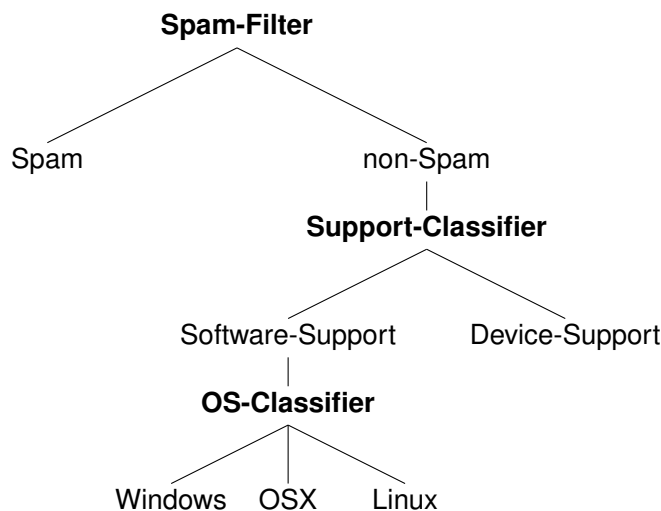 Spam-Filter
Spam non-Spam
Support-Classifier
Software-Support Device-Support
OS-Classifier
Windows OSX Linux